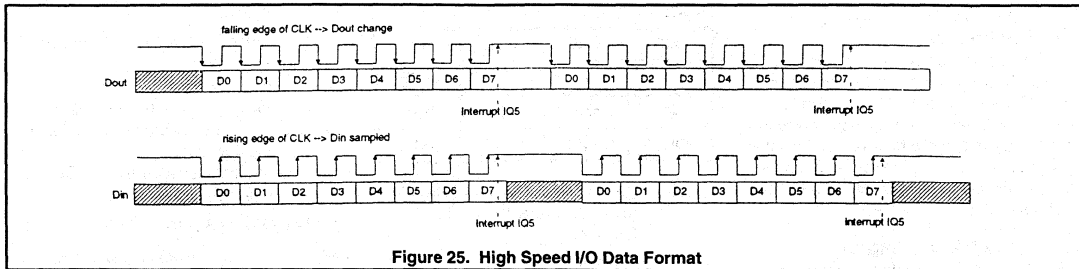 falling edge of CLK --> Dout change
Dout D0 D1 D2 D3 D4 D5 D6 D7 D0 D1 D2 D3 D4 D5 D6 D7
Interrupt IQ5 Interrupt IQ5
rising edge of CLK --> Din sampled
Din D0 D1 D2 D3 D4 D5 D6 D7 D0 D1 D2 D3 D4 D5 D6 D7
Interrupt IQ5 Interrupt IQ5
Figure 25. High Speed I/O Data Format